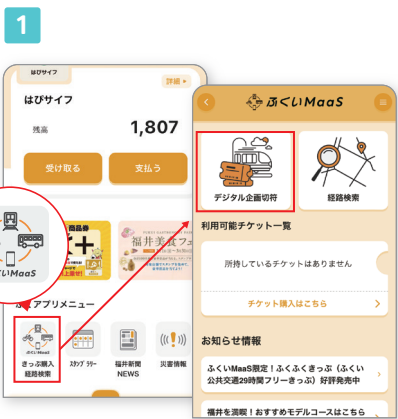 1
はぴウォレ
詳細
はぴサイフ
残高
1,807
受け取る
支払う
商品券
福井美食フェ
いMaaS
アプリメニュー
ふくいMaaS
きっぷ購入
経路検索
スタンプラリー
福井新聞
NEWS
災害情報
ふくいMaaS
デジタル企画切符
経路検索
利用可能チケット一覧
所持しているチケットはありません
チケット購入はこちら
お知らせ情報
ふくいMaaS限定！ふくふくきっぷ（ふくい
公共交通29時間フリーきっぷ）好評発売中
福井を満喫！おすすめモデルコースはこちら